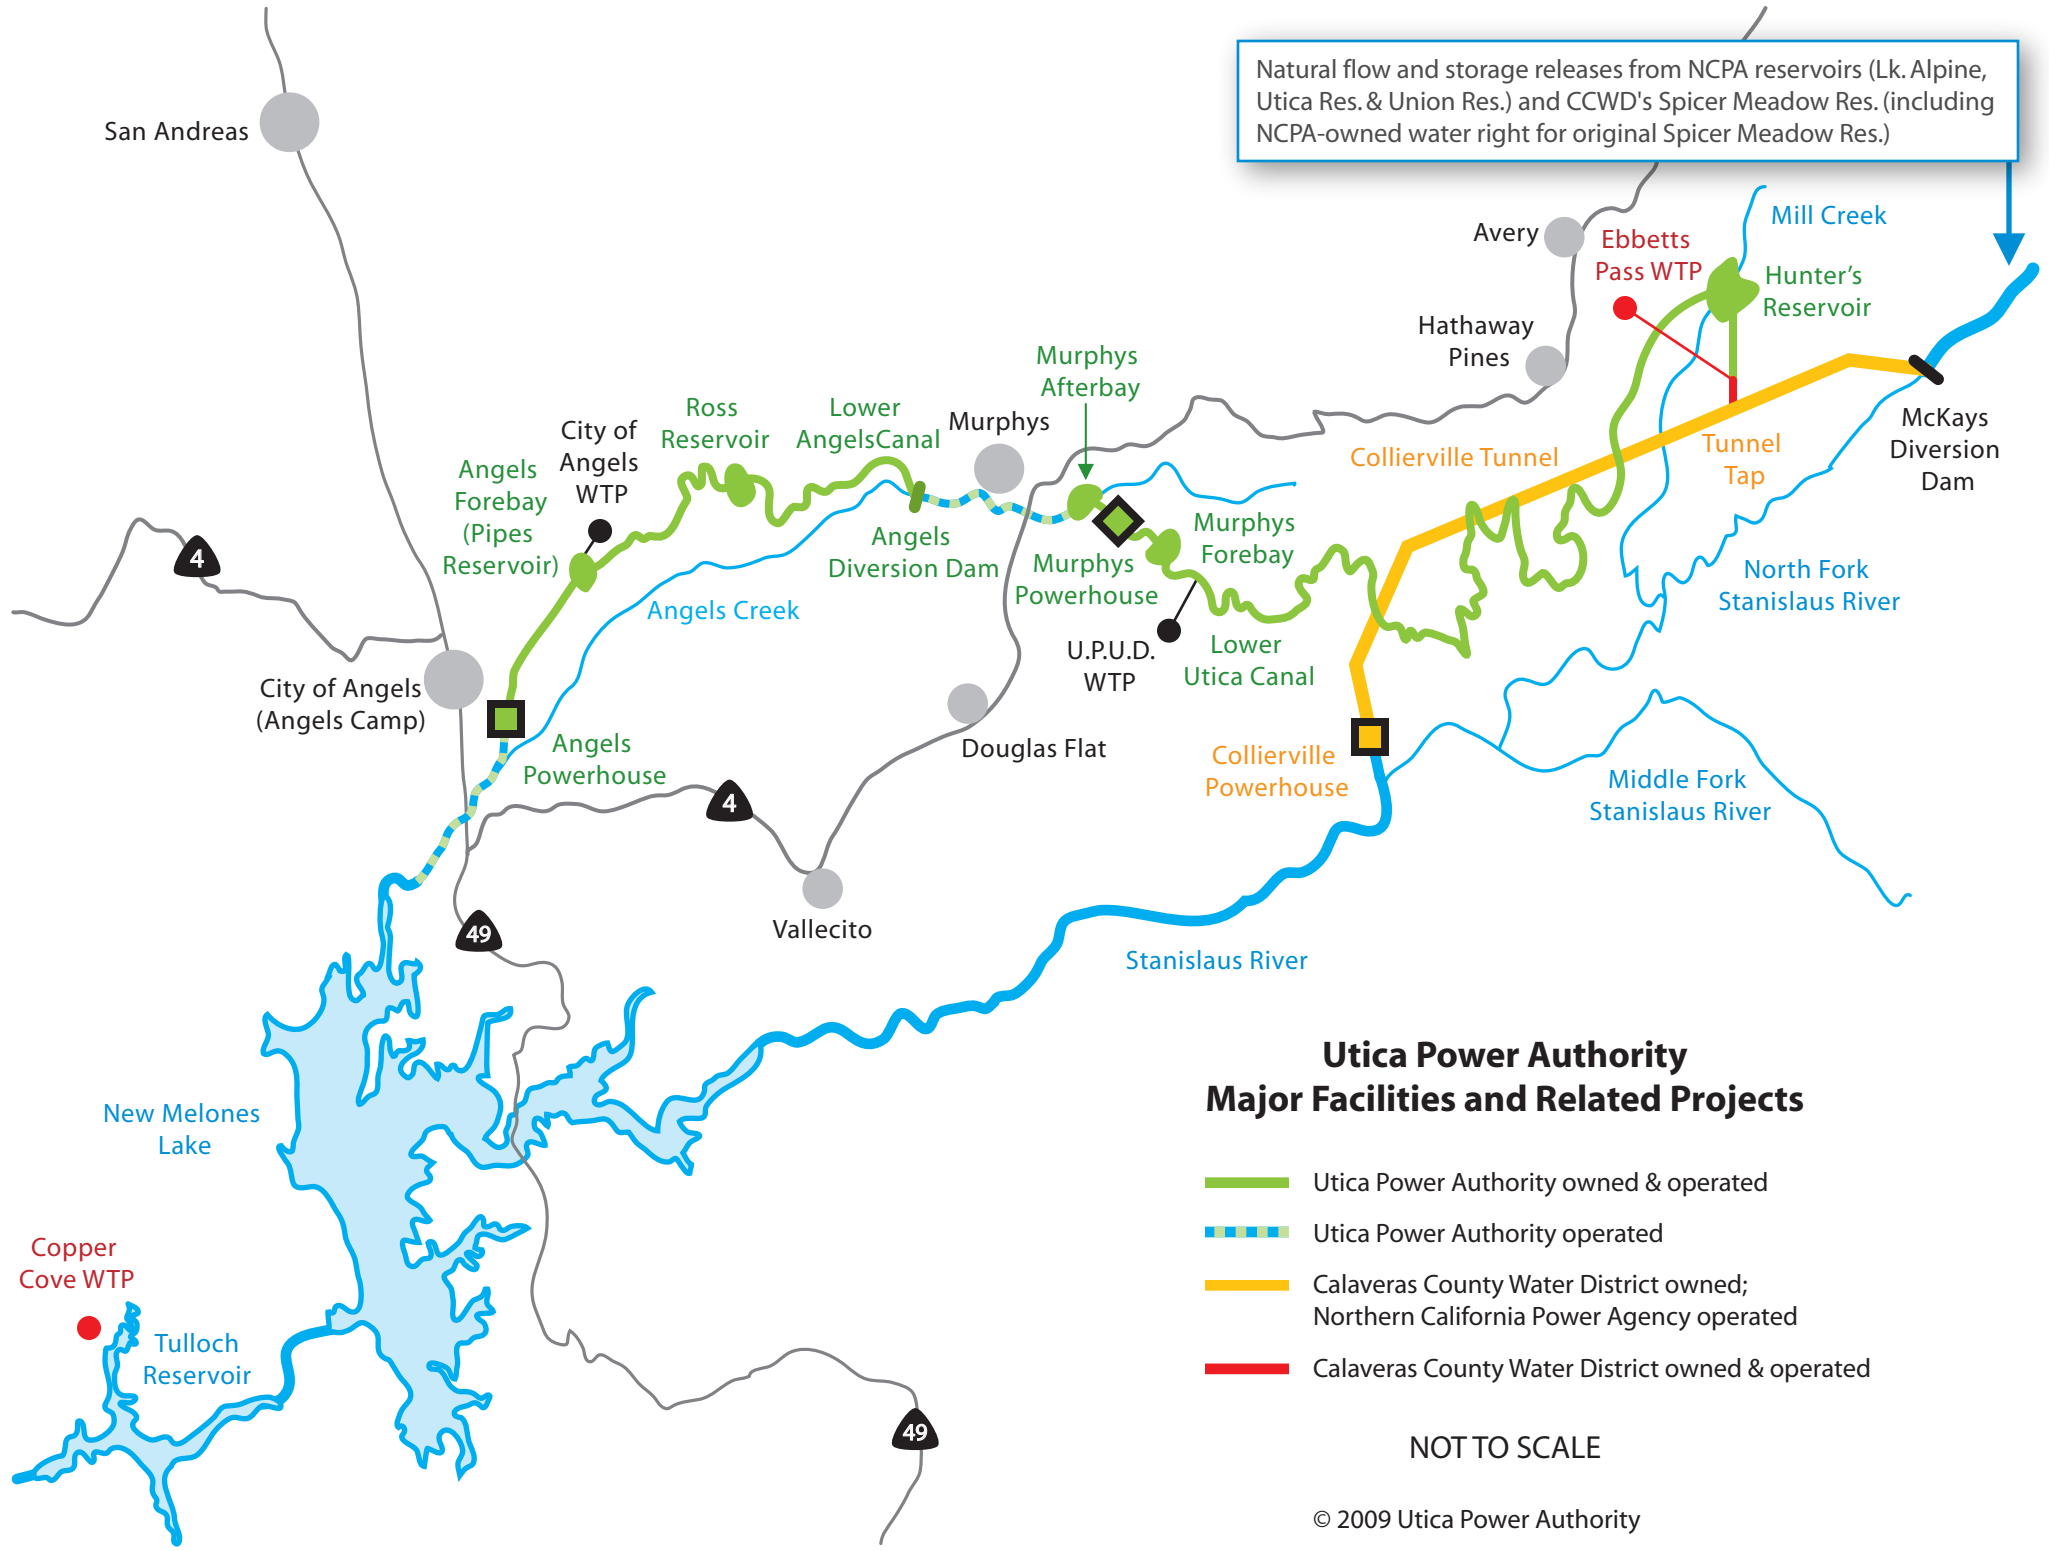 Natural flow and storage releases from NCPA reservoirs (Lk. Alpine,
Utica Res. & Union Res.) and CCWD's Spicer Meadow Res. (including
NCPA-owned water right for original Spicer Meadow Res.)
San Andreas
Mill Creek
Avery
Ebbetts
Pass WTP
Hunter's
Reservoir
Hathaway
Pines
Murphys
Afterbay
Ross
Reservoir
Lower
AngelsCanal
Murphys
City of
Angels
WTP
Angels
Forebay
(Pipes
Reservoir)
Collierville Tunnel
Tunnel
Tap
McKays
Diversion
Dam
4
Angels
Diversion Dam
Murphys
Forebay
Murphys
Powerhouse
Angels Creek
North Fork
Stanislaus River
U.P.U.D.
WTP
Lower
Utica Canal
City of Angels
(Angels Camp)
Angels
Powerhouse
Douglas Flat
Collierville
Powerhouse
Middle Fork
Stanislaus River
4
49
Vallecito
Stanislaus River
New Melones
Lake
Copper
Cove WTP
Tulloch
Reservoir
49
Utica Power Authority
Major Facilities and Related Projects
Utica Power Authority owned & operated
Utica Power Authority operated
Calaveras County Water District owned;
Northern California Power Agency operated
Calaveras County Water District owned & operated
NOT TO SCALE
© 2009 Utica Power Authority